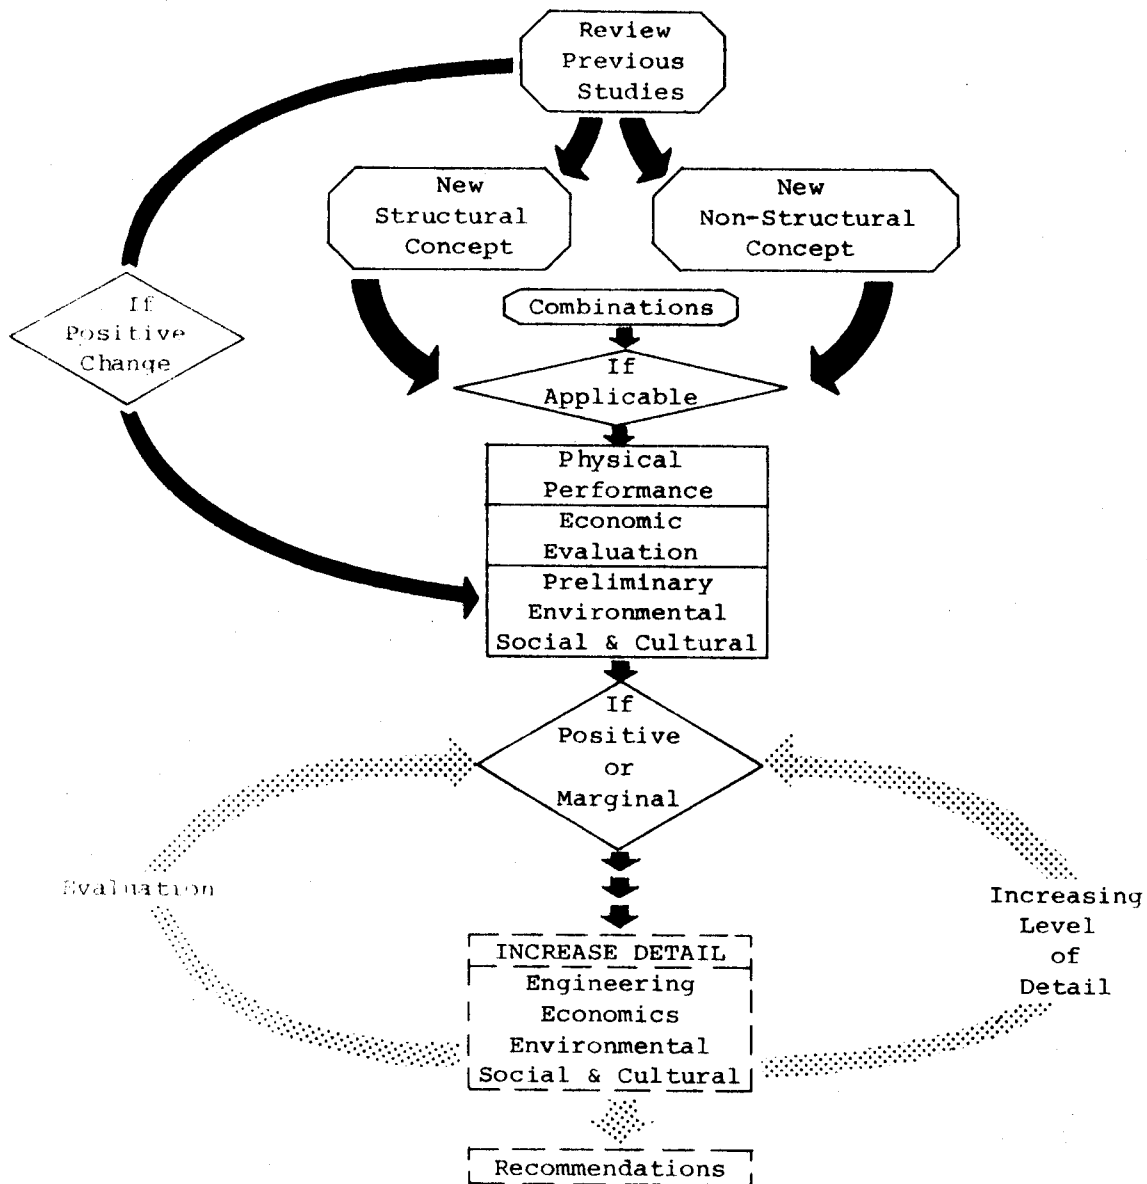 Review
Previous
Studies
New
Structural
Concept
New
Non-Structural
Concept
Combinations
If
Positive
Change
If
Applicable
Physical
Performance
Economic
Evaluation
Preliminary
Environmental
Social & Cultural
If
Positive
or
Marginal
Evaluation
Increasing
Level
of
Detail
INCREASE DETAIL
Engineering
Economics
Environmental
Social & Cultural
Recommendations